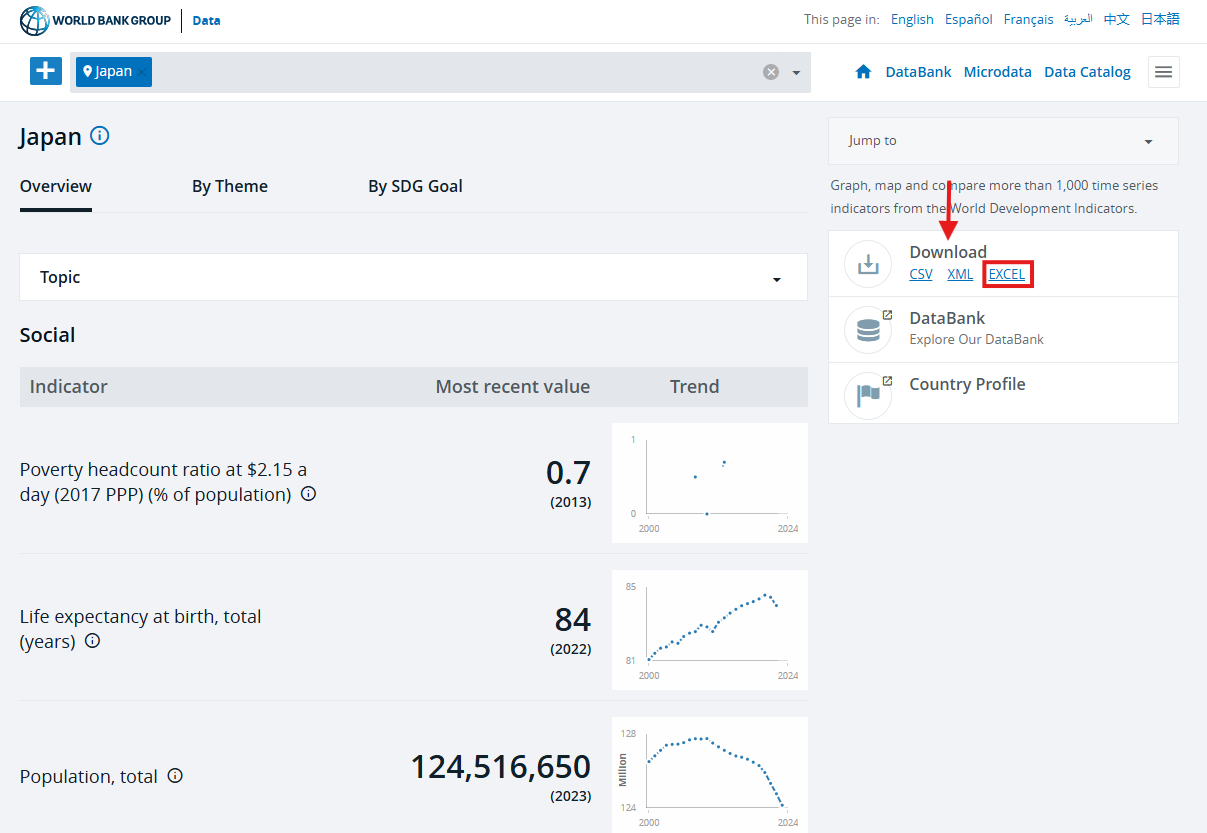 WORLD BANK GROUP Data
This page in: English Español Français العربية 中文 日本語
Japan ×
DataBank Microdata Data Catalog
Japan
Jump to
Overview By Theme By SDG Goal
Graph, map and compare more than 1,000 time series
indicators from the World Development Indicators.
Topic
Download
CSV XML EXCEL
DataBank
Explore Our DataBank
Country Profile
Social
Indicator Most recent value Trend
Poverty headcount ratio at $2.15 a
day (2017 PPP) (% of population)
0.7
(2013)
1
0
2000 2024
Life expectancy at birth, total
(years)
84
(2022)
85
81
2000 2024
Population, total
124,516,650
(2023)
Million
128
124
2000 2024